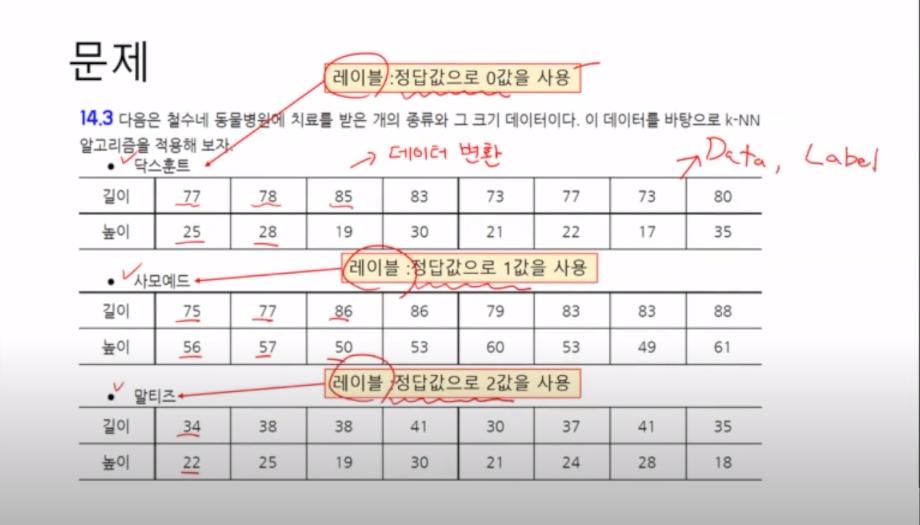 문제
레이블 :정답값으로 0값을 사용
14.3 다음은 철수네 동물병원에 치료를 받은 개의 종류와 그 크기 데이터이다. 이 데이터를 바탕으로 k-NN
알고리즘을 적용해 보자.
데이터 변환
Data, Label
• 닥스훈트
길이 77 78 85 83 73 77 73 80
높이 25 28 19 30 21 22 17 35
레이블 :정답값으로 1값을 사용
• 사모예드
길이 75 77 86 86 79 83 83 88
높이 56 57 50 53 60 53 49 61
레이블 :정답값으로 2값을 사용
• 말티즈
길이 34 38 38 41 30 37 41 35
높이 22 25 19 30 21 24 28 18